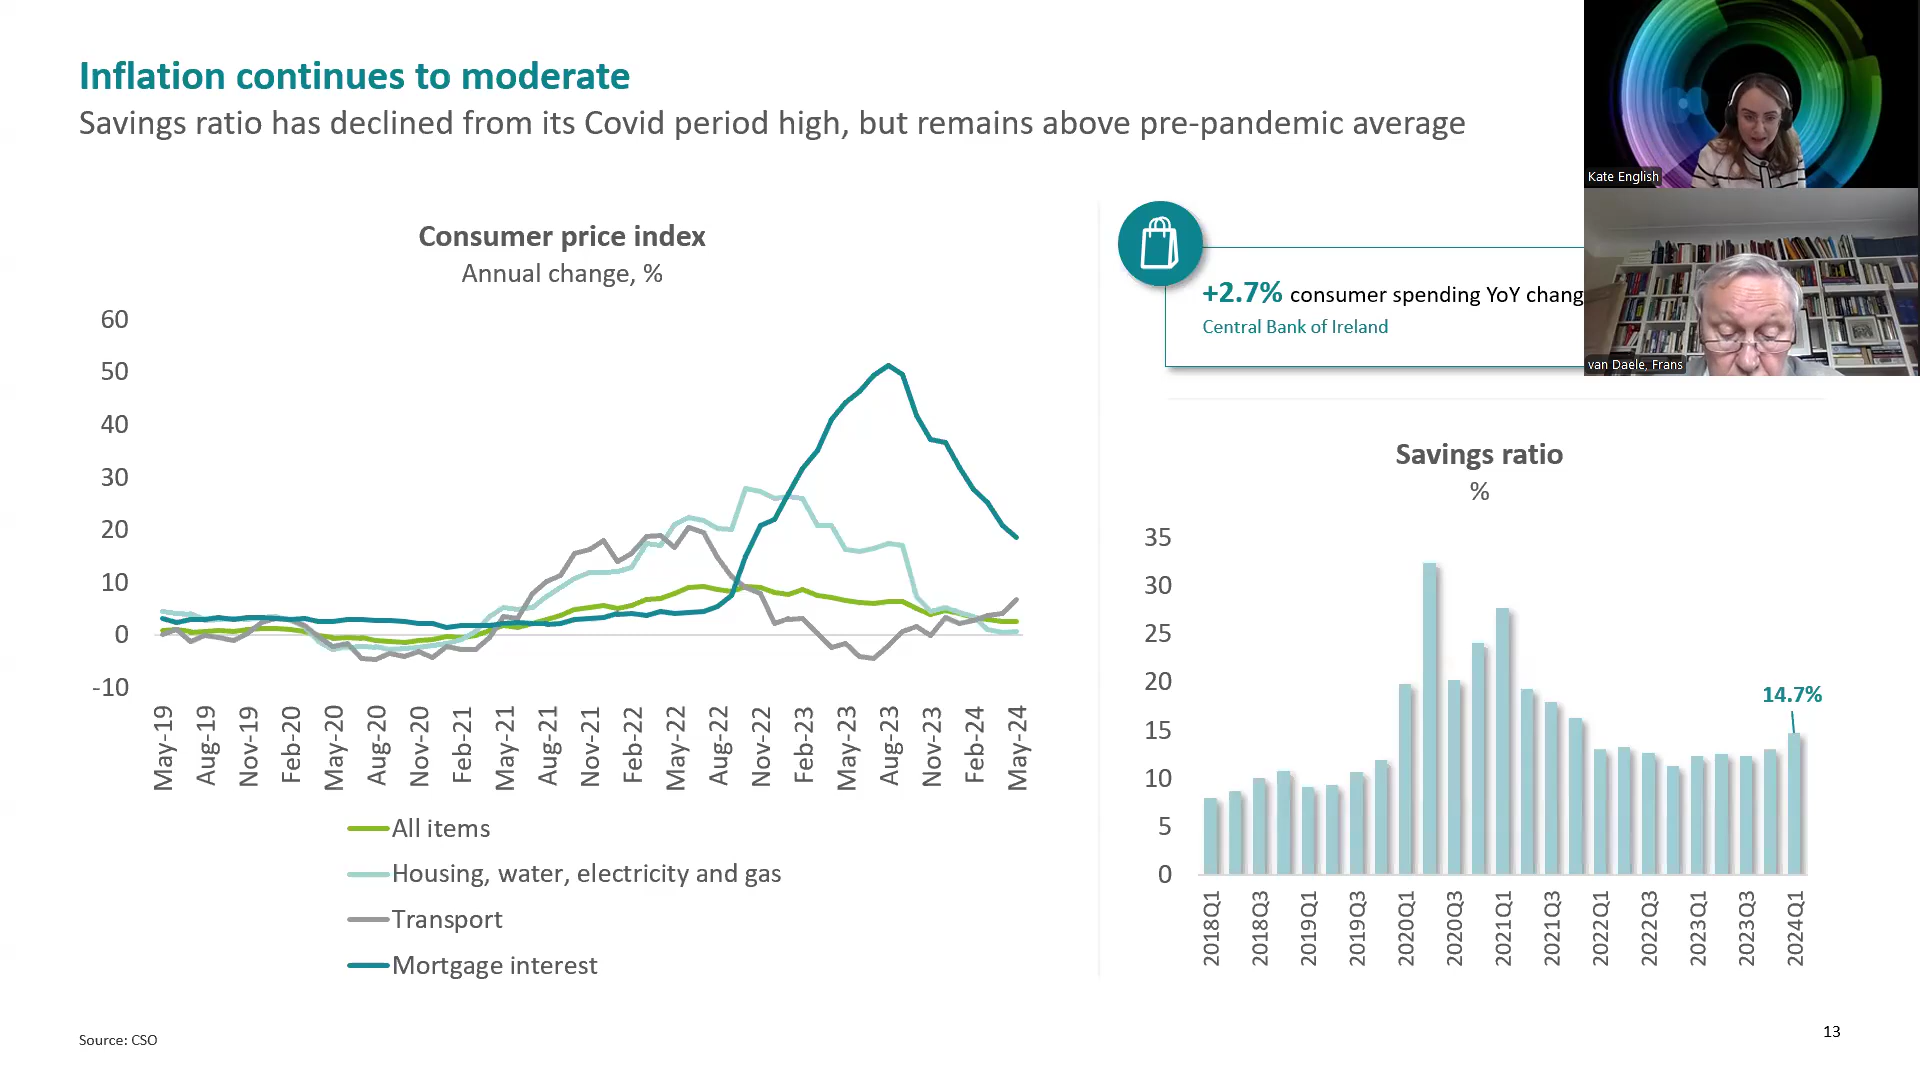 Inflation continues to moderate
Savings ratio has declined from its Covid period high, but remains above pre-pandemic average
Kate English
van Daele, Frans
Consumer price index
Annual change, %
60
50
40
30
20
10
0
-10
May-19 Aug-19 Nov-19 Feb-20 May-20 Aug-20 Nov-20 Feb-21 May-21 Aug-21 Nov-21 Feb-22 May-22 Aug-22 Nov-22 Feb-23 May-23 Aug-23 Nov-23 Feb-24 May-24
All items
Housing, water, electricity and gas
Transport
Mortgage interest
+2.7% consumer spending YoY chang
Central Bank of Ireland
Savings ratio
%
35
30
25
20
15
10
5
0
14.7%
2018Q1 2018Q3 2019Q1 2019Q3 2020Q1 2020Q3 2021Q1 2021Q3 2022Q1 2022Q3 2023Q1 2023Q3 2024Q1
Source: CSO
13